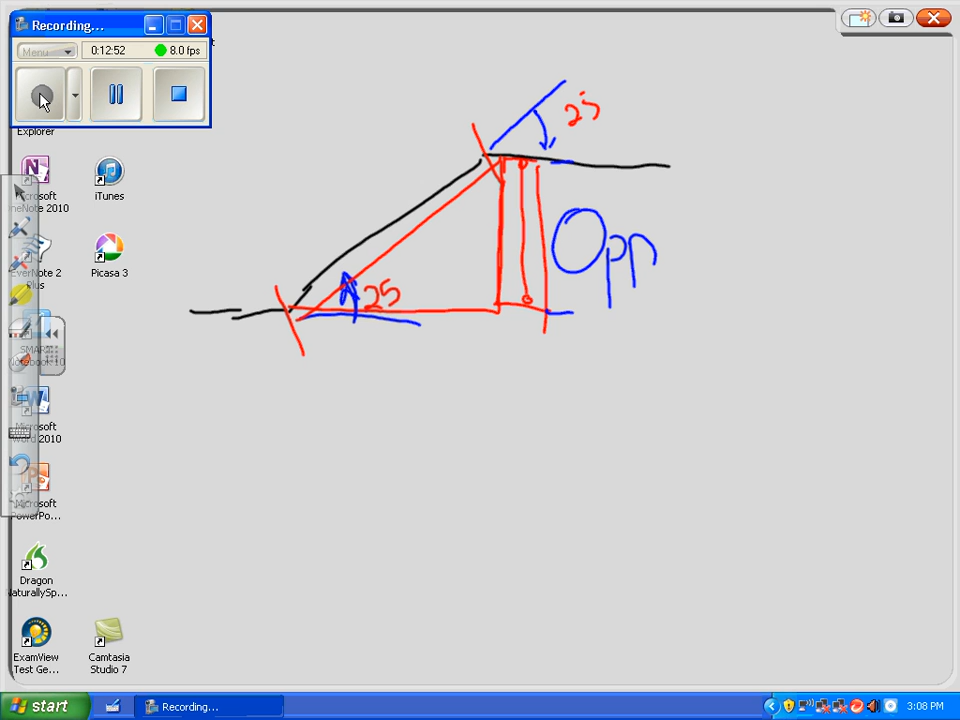 Recording...
Menu
0:12:52
8.0 fps
Explorer
Microsoft
OneNote 2010
iTunes
EverNote 2
Plus
Picasa 3
SMART
Notebook 10
Microsoft
Word 2010
Microsoft
PowerPo...
Dragon
NaturallySp...
ExamView
Test Ge...
Camtasia
Studio 7
25
Opp
25
start
Recording...
3:08 PM